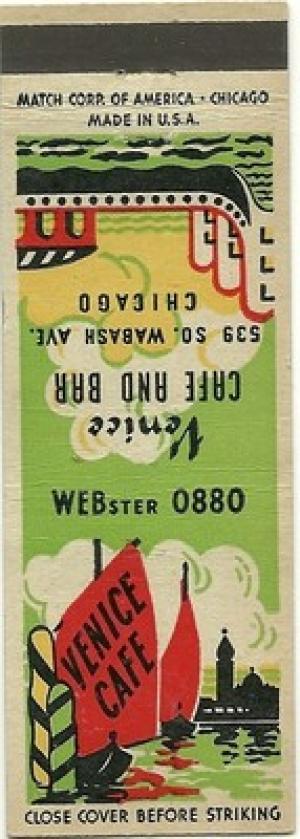 MATCH CORP. OF AMERICA · CHICAGO
MADE IN U.S.A.
Venice
CAFE AND BAR
539 SO. WABASH AVE.
CHICAGO
WEBSTER 0880
VENICE
CAFE
CLOSE COVER BEFORE STRIKING